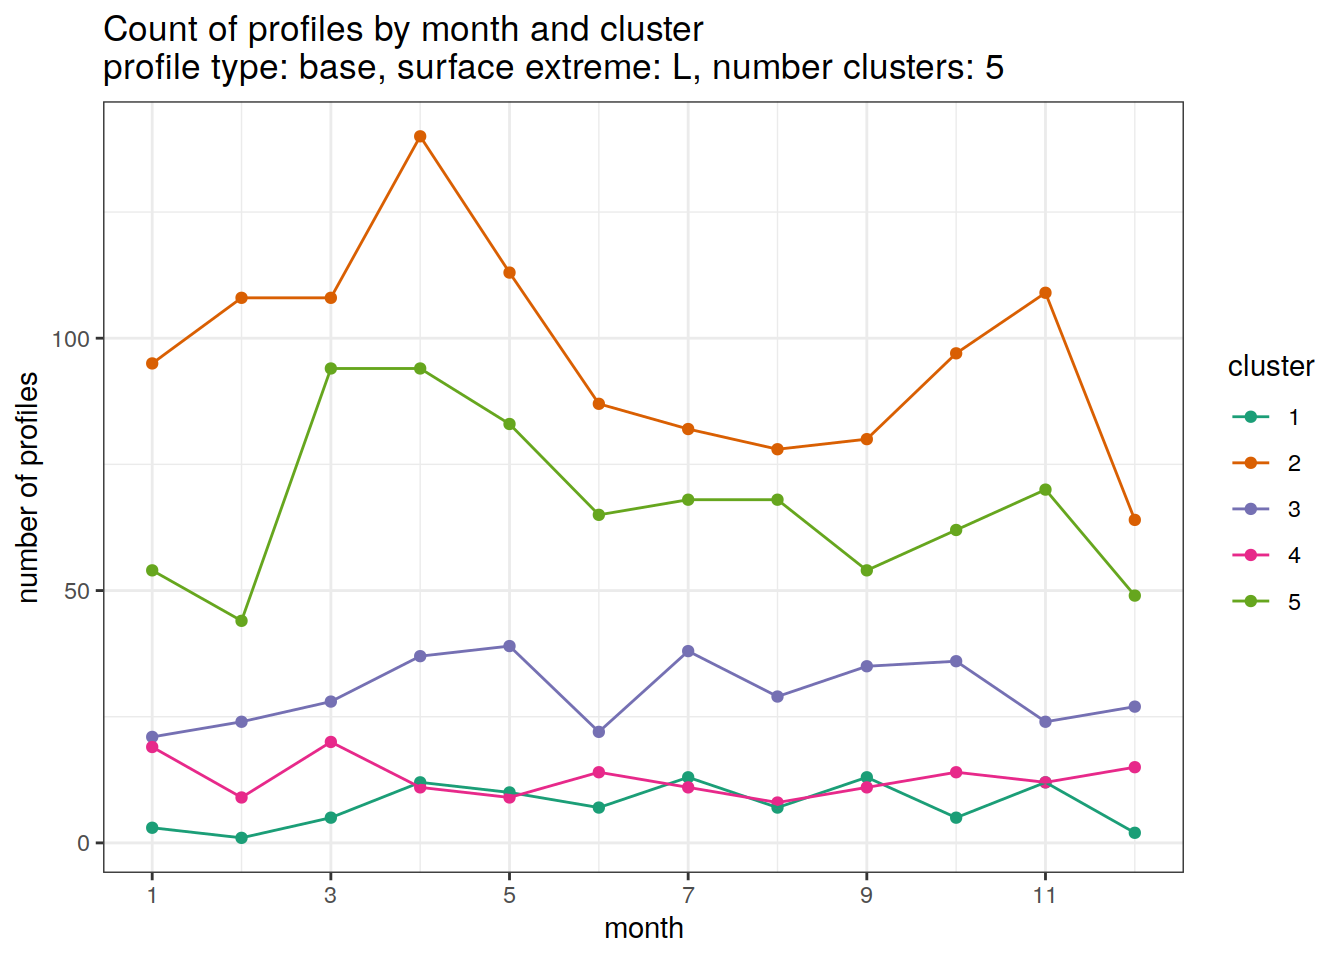 Count of profiles by month and cluster
profile type: base, surface extreme: L, number clusters: 5
100
50
0
number of profiles
1 3 5 7 9 11
month
cluster
1
2
3
4
5